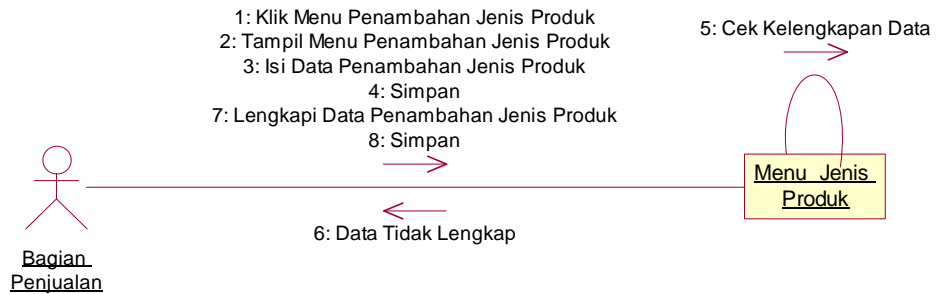 1: Klik Menu Penambahan Jenis Produk
2: Tampil Menu Penambahan Jenis Produk
3: Isi Data Penambahan Jenis Produk
4: Simpan
7: Lengkapi Data Penambahan Jenis Produk
8: Simpan
5: Cek Kelengkapan Data
Menu Jenis
Produk
6: Data Tidak Lengkap
Bagian
Penjualan